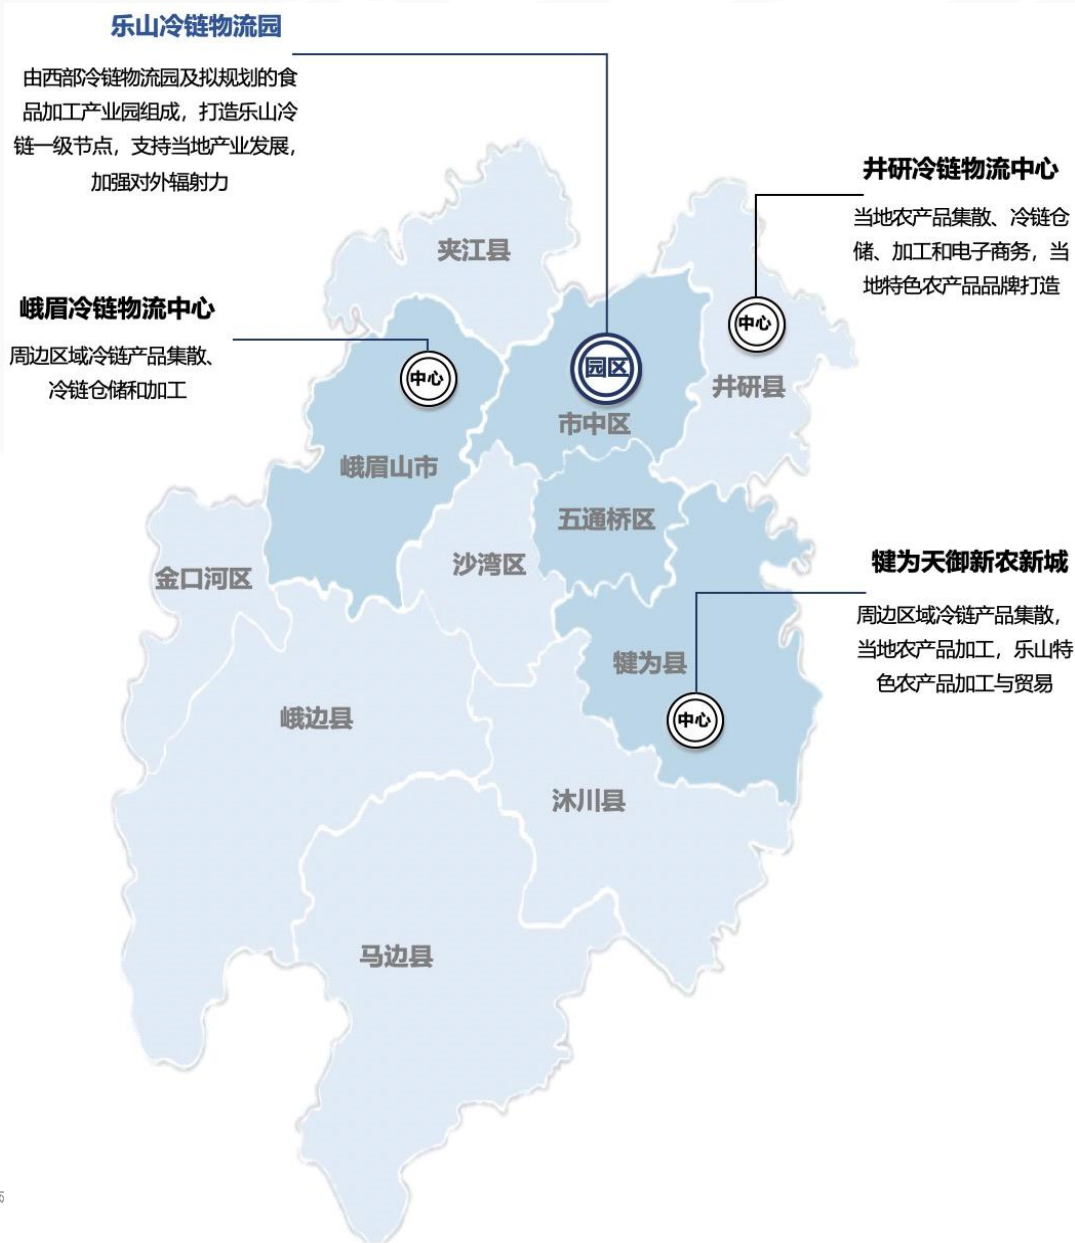 乐山冷链物流园
由西部冷链物流园及拟规划的食
品加工产业园组成，打造乐山冷
链一级节点，支持当地产业发展，
加强对外辐射力
井研冷链物流中心
当地农产品集散、冷链仓
储、加工和电子商务，当
地特色农产品品牌打造
夹江县
峨眉冷链物流中心
周边区域冷链产品集散、
冷链仓储和加工
中心
中心
园区
井研县
市中区
峨眉山市
五通桥区
沙湾区
金口河区
犍为天御新农新城
周边区域冷链产品集散，
当地农产品加工，乐山特
色农产品加工与贸易
犍为县
中心
峨边县
沐川县
马边县